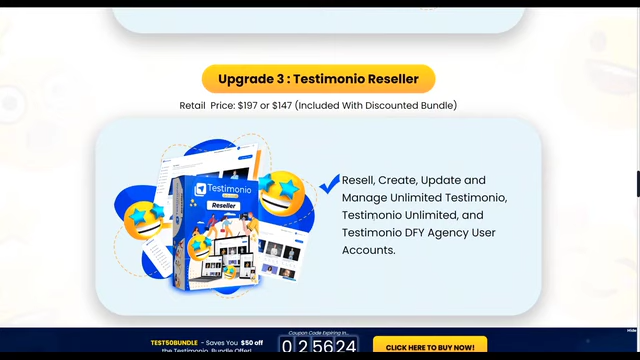 Upgrade 3 : Testimonio Reseller
Retail Price: $197 or $147 (Included With Discounted Bundle)
Testimonio
Reseller
Resell, Create, Update and
Manage Unlimited Testimonio,
Testimonio Unlimited, and
Testimonio DFY Agency User
Accounts.
Hide
Coupon Code Expiring In...
TEST50BUNDLE - Saves You $50 off
the Testimonio Bundle Offer!
0 2 56 24
CLICK HERE TO BUY NOW!